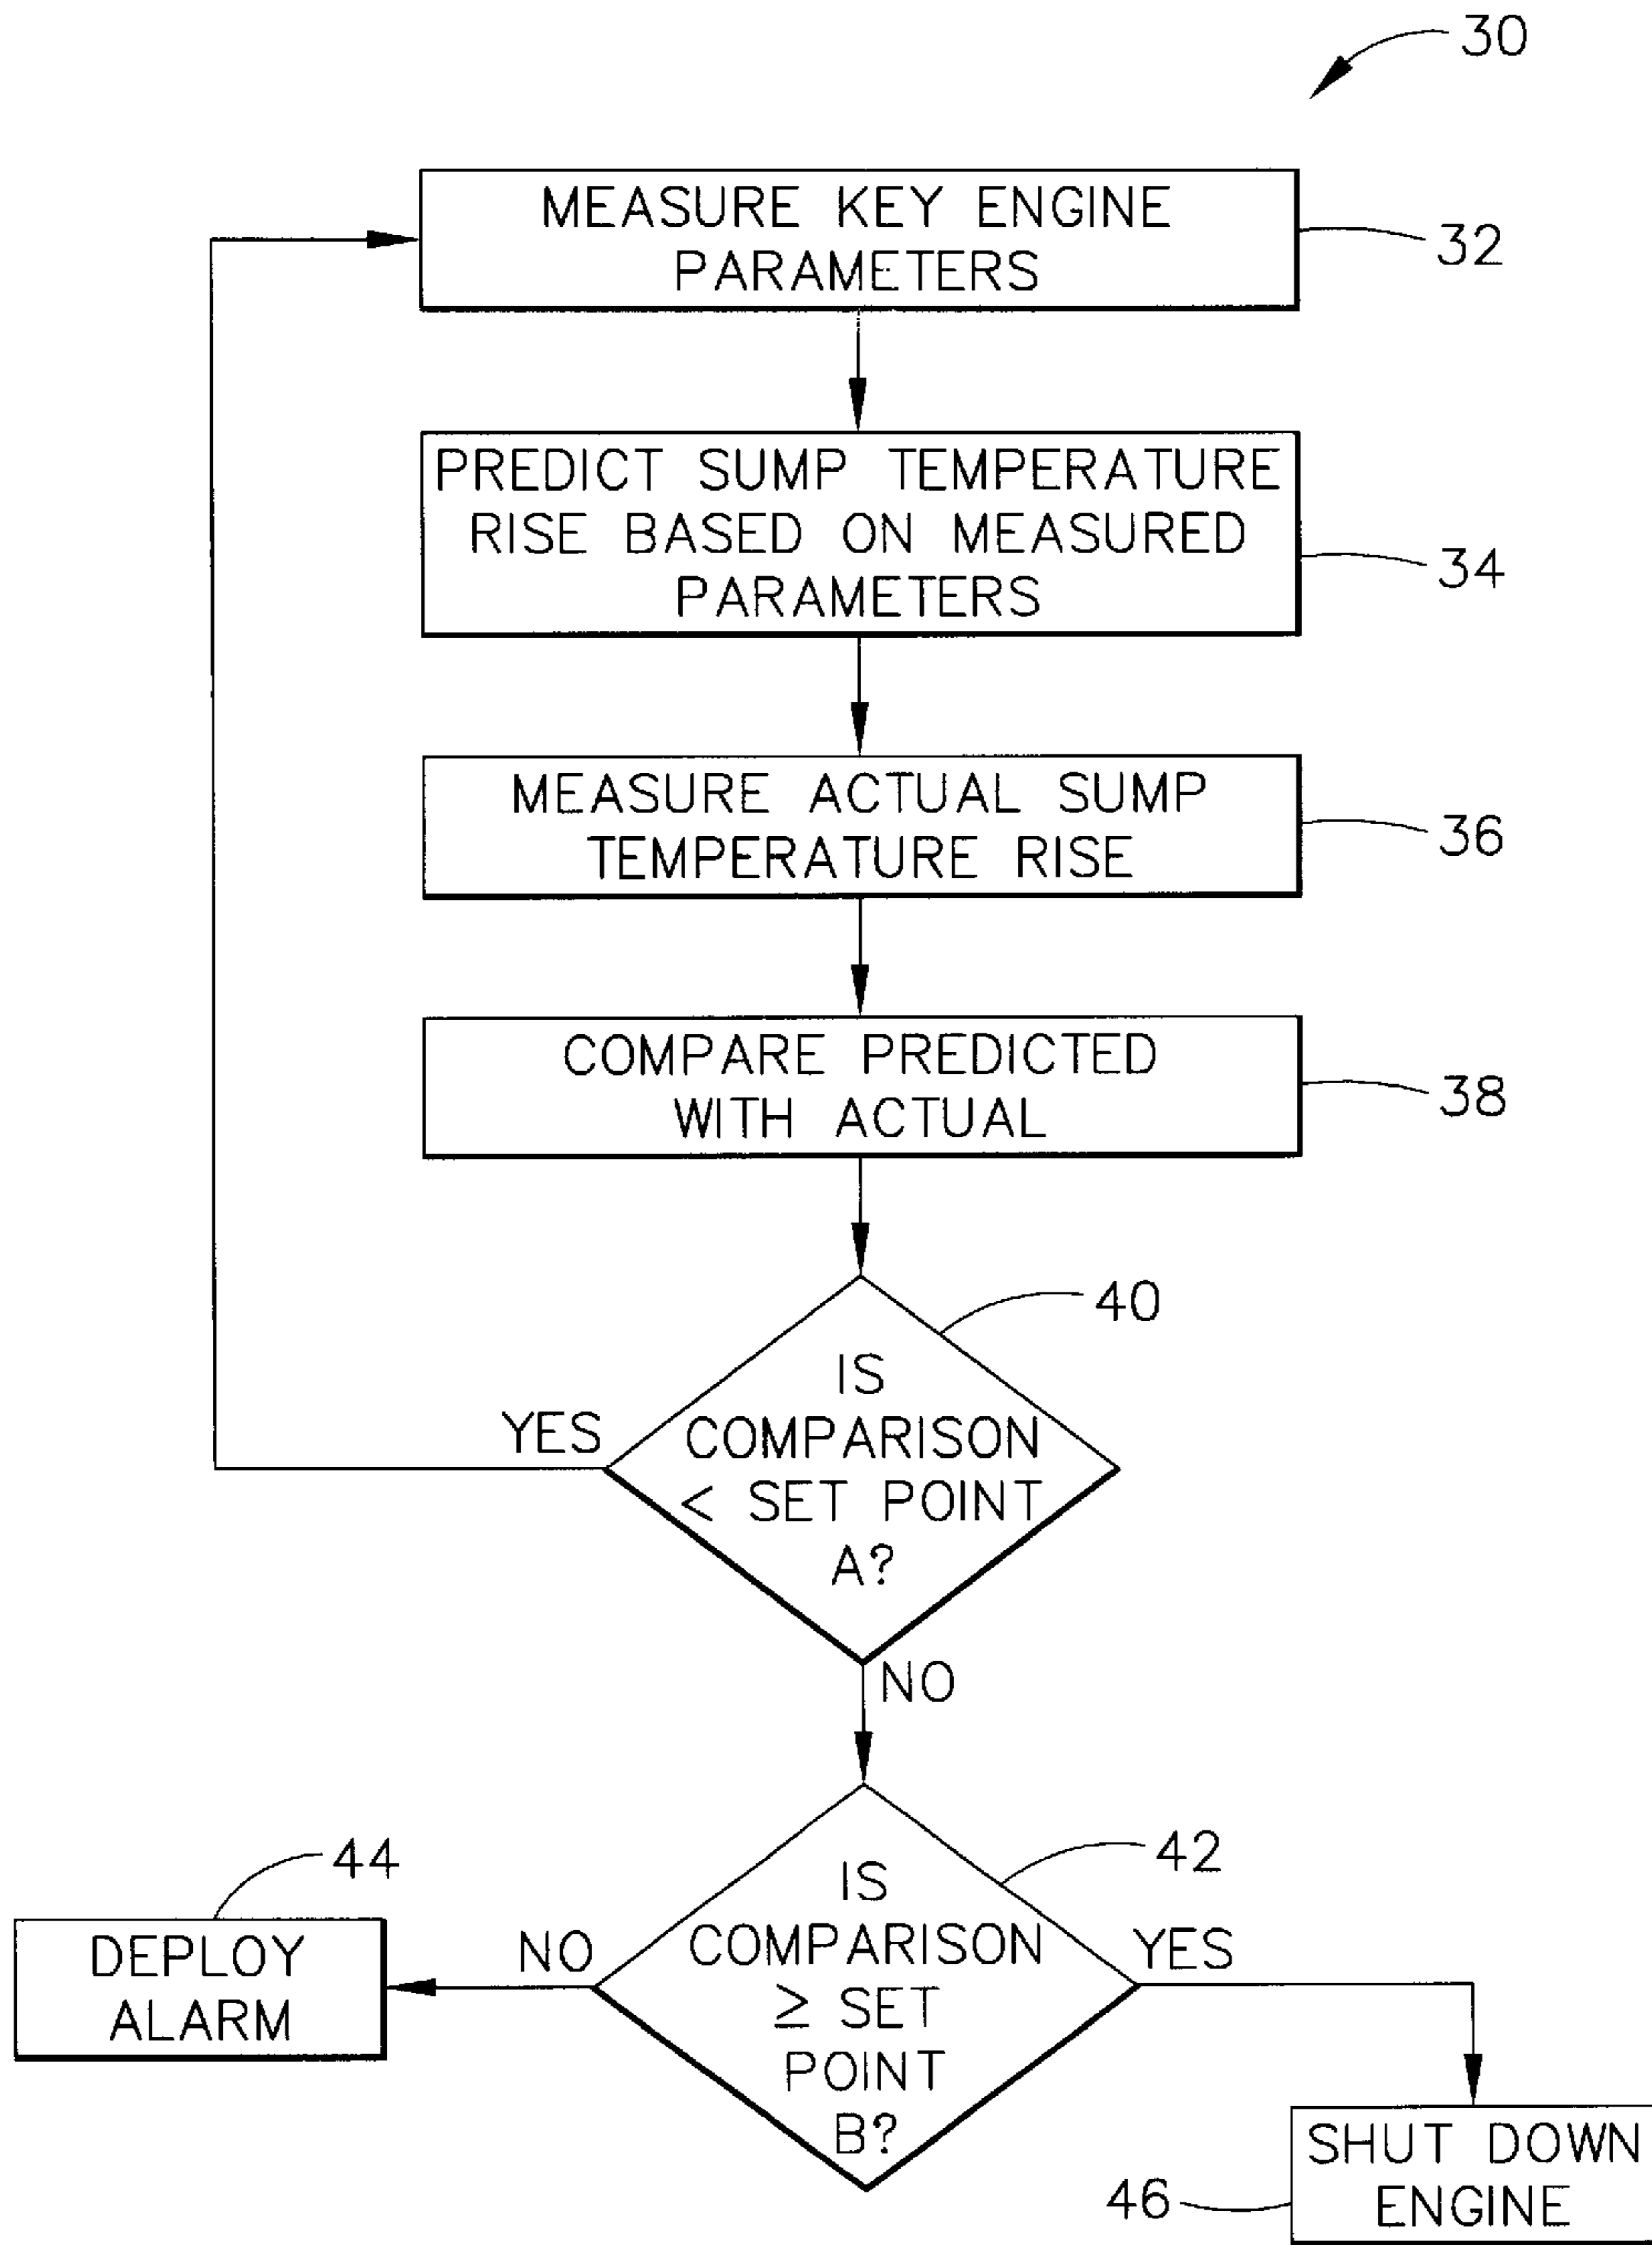 30
MEASURE KEY ENGINE
PARAMETERS
32
PREDICT SUMP TEMPERATURE
RISE BASED ON MEASURED
PARAMETERS
34
MEASURE ACTUAL SUMP
TEMPERATURE RISE
36
COMPARE PREDICTED
WITH ACTUAL
38
40
IS
COMPARISON
< SET POINT
A?
YES
NO
42
IS
COMPARISON
≥ SET
POINT
B?
NO
YES
44
DEPLOY
ALARM
SHUT DOWN
ENGINE
46